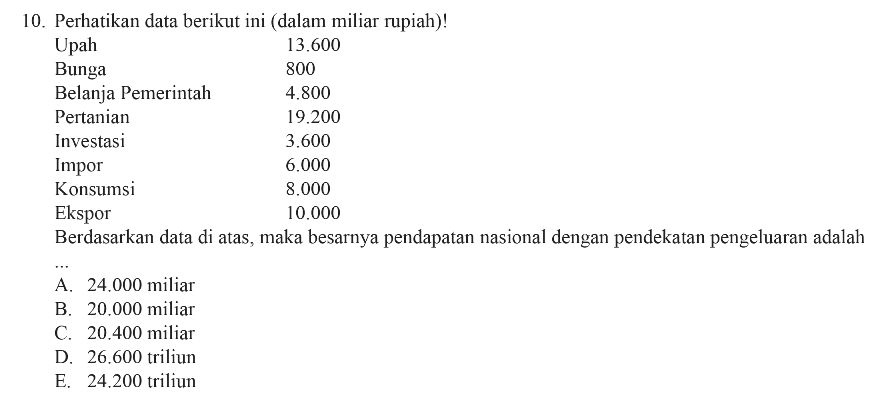 10. Perhatikan data berikut ini (dalam miliar rupiah)!
Upah 13.600
Bunga 800
Belanja Pemerintah 4.800
Pertanian 19.200
Investasi 3.600
Impor 6.000
Konsumsi 8.000
Ekspor 10.000
Berdasarkan data di atas, maka besarnya pendapatan nasional dengan pendekatan pengeluaran adalah
...
A. 24.000 miliar
B. 20.000 miliar
C. 20.400 miliar
D. 26.600 triliun
E. 24.200 triliun